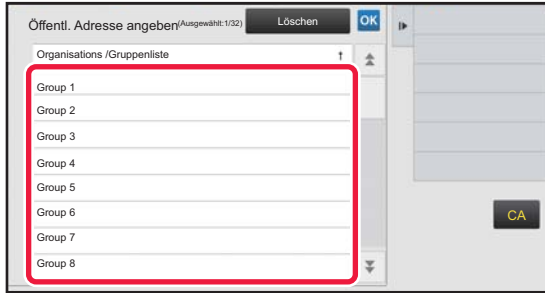 Öffentl. Adresse angeben(Ausgewählt:1/32) Löschen OK
Organisations /Gruppenliste ↑
Group 1
Group 2
Group 3
Group 4
Group 5
Group 6
CA
Group 7
Group 8